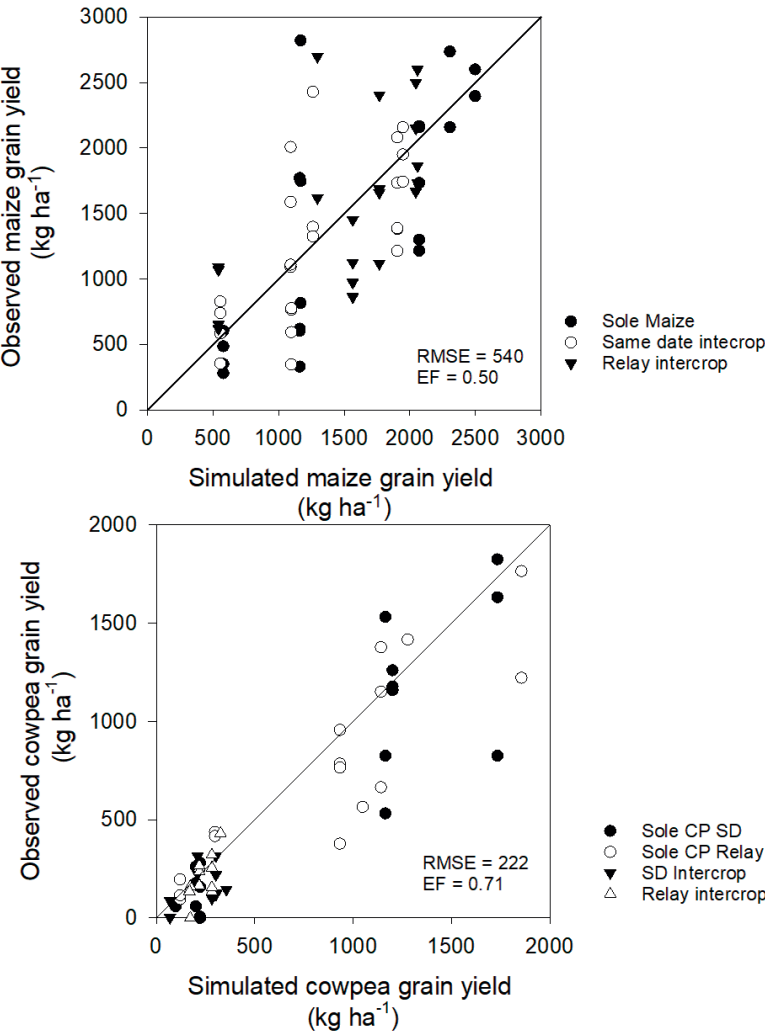 3000
2500
2000
1500
1000
500
0
Observed maize grain yield
(kg ha-1)
Sole Maize
Same date intecrop
Relay intercrop
RMSE = 540
EF = 0.50
0 500 1000 1500 2000 2500 3000
Simulated maize grain yield
(kg ha-1)
2000
1500
1000
500
0
Observed cowpea grain yield
(kg ha-1)
Sole CP SD
Sole CP Relay
SD Intercrop
Relay intercrop
RMSE = 222
EF = 0.71
0 500 1000 1500 2000
Simulated cowpea grain yield
(kg ha-1)